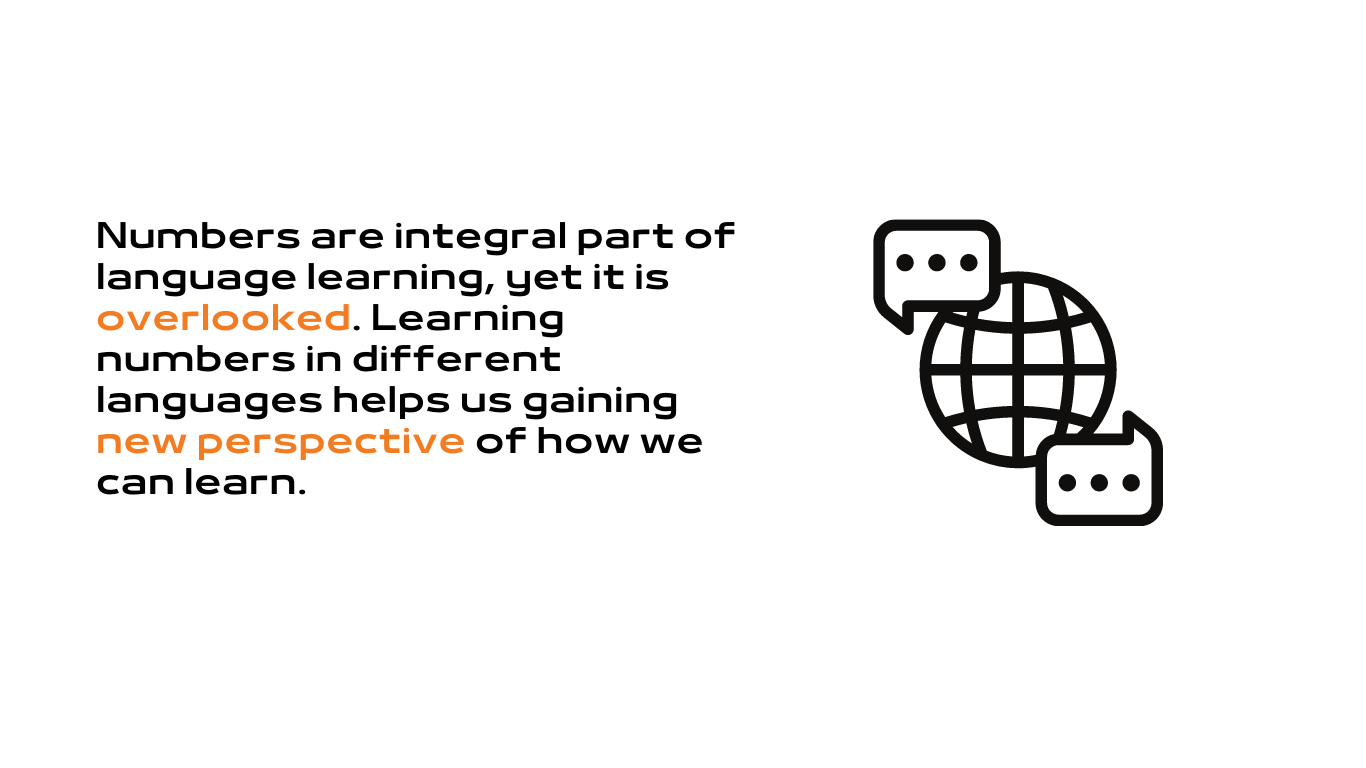 Numbers are integral part of
language learning, yet it is
overlooked. Learning
numbers in different
languages helps us gaining
new perspective of how we
can learn.